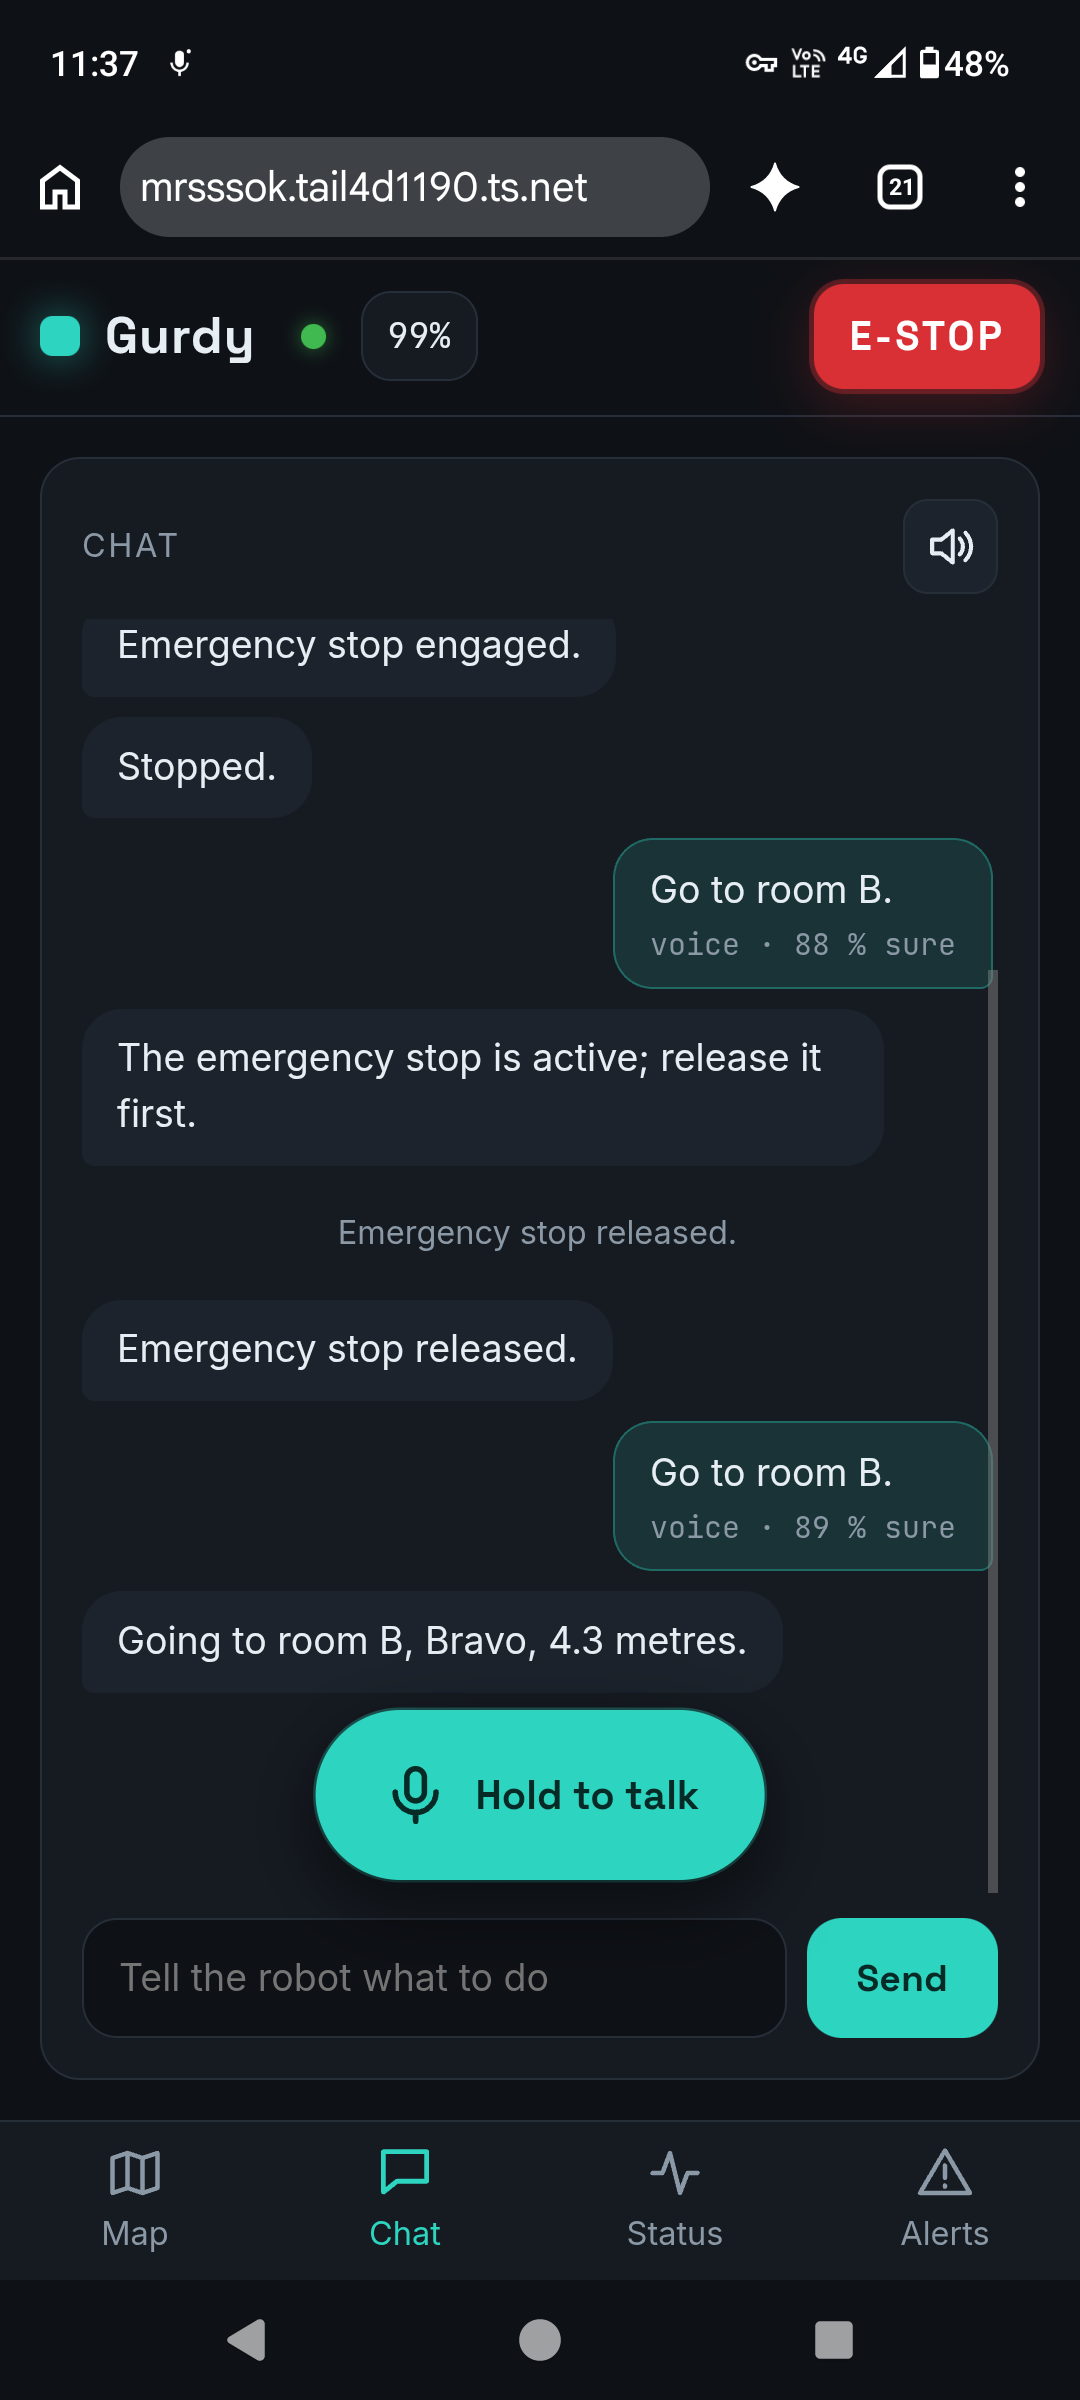 11:37
Vo LTE 4G 48%
mrsssok.tail4d1190.ts.net
21
Gurdy
99%
E-STOP
CHAT
Emergency stop engaged.
Stopped.
Go to room B.
voice · 88 % sure
The emergency stop is active; release it
first.
Emergency stop released.
Emergency stop released.
Go to room B.
voice · 89 % sure
Going to room B, Bravo, 4.3 metres.
Hold to talk
Tell the robot what to do
Send
Map
Chat
Status
Alerts